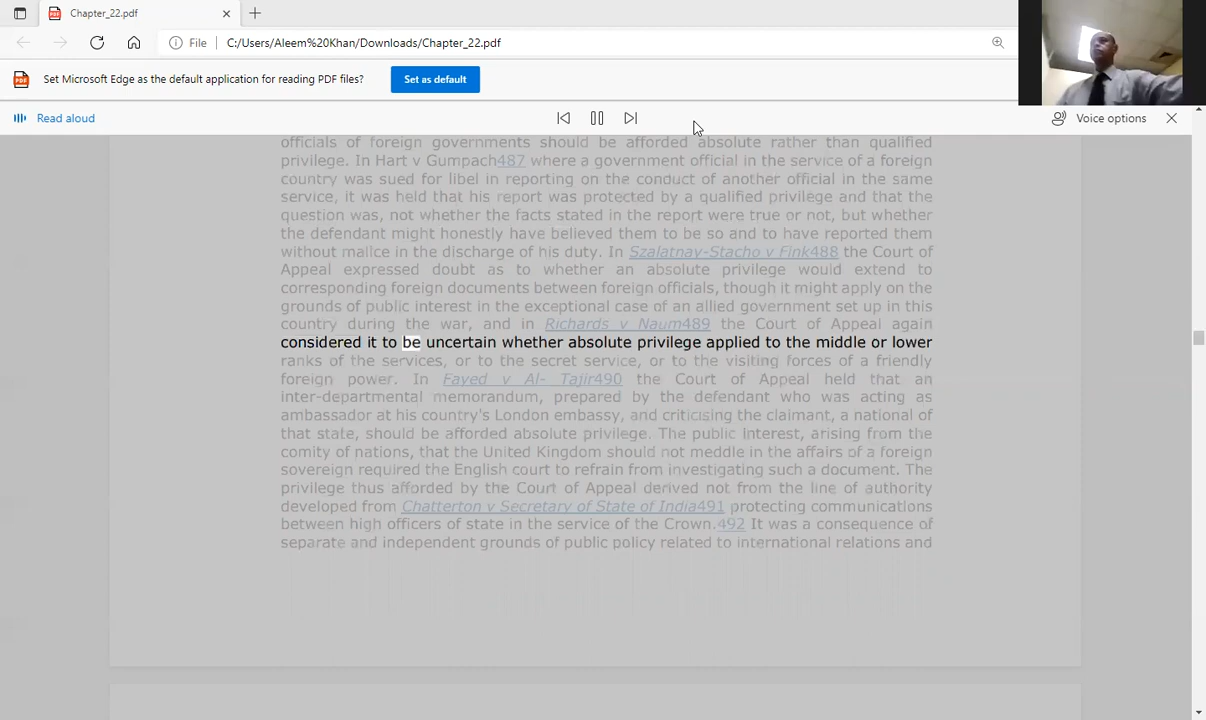 Chapter_22.pdf
File
C:/Users/Aleem%20Khan/Downloads/Chapter_22.pdf
Set Microsoft Edge as the default application for reading PDF files?
Set as default
Read aloud
Voice options
officials of foreign governments should be afforded absolute rather than qualified
privilege. In Hart v Gumpach487 where a government official in the service of a foreign
country was sued for libel in reporting on the conduct of another official in the same
service, it was held that his report was protected by a qualified privilege and that the
question was, not whether the facts stated in the report were true or not, but whether
the defendant might honestly have believed them to be so and to have reported them
without malice in the discharge of his duty. In Szalatnay-Stacho v Fink488 the Court of
Appeal expressed doubt as to whether an absolute privilege would extend to
corresponding foreign documents between foreign officials, though it might apply on the
grounds of public interest in the exceptional case of an allied government set up in this
country during the war, and in Richards v Naum489 the Court of Appeal again
considered it to be uncertain whether absolute privilege applied to the middle or lower
ranks of the services, or to the secret service, or to the visiting forces of a friendly
foreign power. In Fayed v Al- Tajir490 the Court of Appeal held that an
inter-departmental memorandum, prepared by the defendant who was acting as
ambassador at his country's London embassy, and criticising the claimant, a national of
that state, should be afforded absolute privilege. The public interest, arising from the
comity of nations, that the United Kingdom should not meddle in the affairs of a foreign
sovereign required the English court to refrain from investigating such a document. The
privilege thus afforded by the Court of Appeal derived not from the line of authority
developed from Chatterton v Secretary of State of India491 protecting communications
between high officers of state in the service of the Crown.492 It was a consequence of
separate and independent grounds of public policy related to international relations and